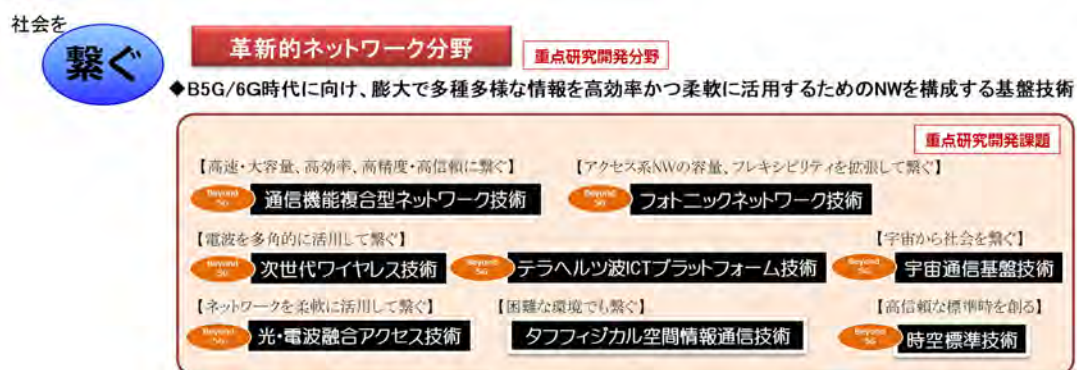 社会を
繋ぐ
革新的ネットワーク分野
重点研究開発分野
◆B5G/6G時代に向け、膨大で多種多様な情報を高効率かつ柔軟に活用するためのNWを構成する基盤技術
重点研究開発課題
【高速・大容量、高効率、高精度・高信頼に繋ぐ】
【アクセス系NWの容量、フレキシビリティを拡張して繋ぐ】
Beyond 5G 通信機能複合型ネットワーク技術
Beyond 5G フォトニックネットワーク技術
【電波を多角的に活用して繋ぐ】
【宇宙から社会を繋ぐ】
Beyond 5G 次世代ワイヤレス技術
Beyond 5G テラヘルツ波ICTプラットフォーム技術
Beyond 5G 宇宙通信基盤技術
【ネットワークを柔軟に活用して繋ぐ】
【困難な環境でも繋ぐ】
【高信頼な標準時を創る】
Beyond 5G 光・電波融合アクセス技術
タフフィジカル空間情報通信技術
Beyond 5G 時空標準技術